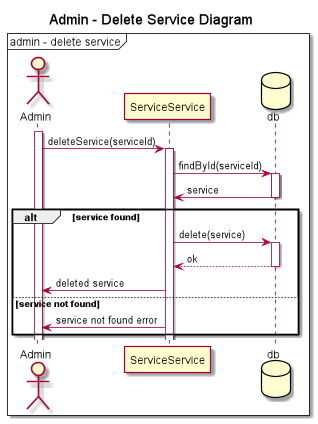 Admin - Delete Service Diagram
admin - delete service
Admin
ServiceService
db
deleteService(serviceId)
findById(serviceId)
service
alt [service found]
delete(service)
ok
deleted service
[service not found]
service not found error
Admin
ServiceService
db